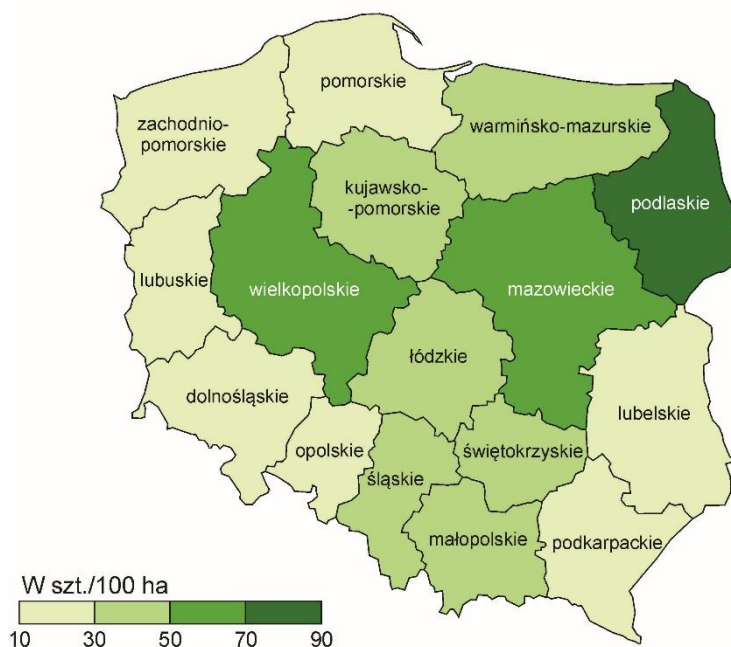 pomorskie
zachodnio-
pomorskie
warmińsko-mazurskie
kujawsko-
-pomorskie
podlaskie
lubuskie
wielkopolskie
mazowieckie
łódzkie
dolnośląskie
lubelskie
opolskie
świętokrzyskie
śląskie
małopolskie
podkarpackie
W szt./100 ha
10 30 50 70 90